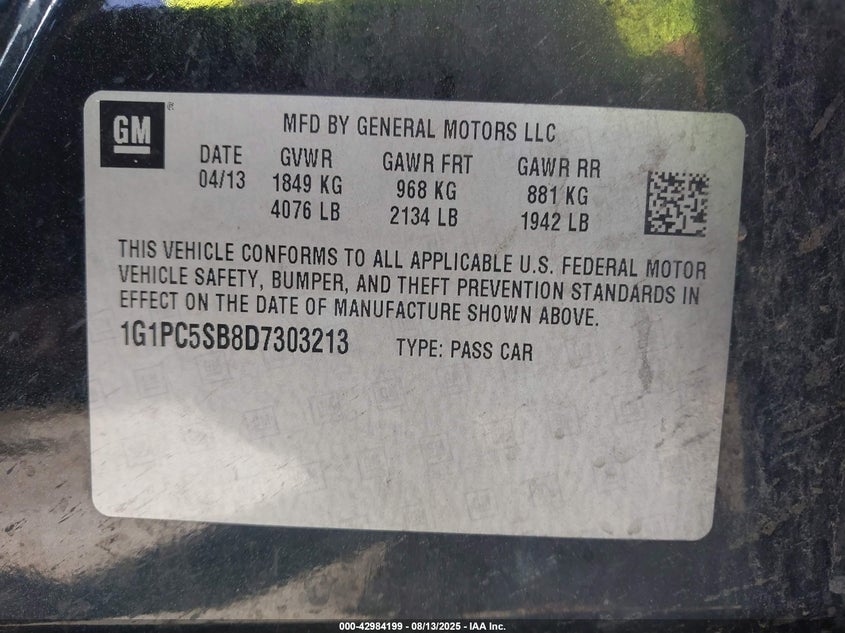 GM ®
MFD BY GENERAL MOTORS LLC
DATE GVWR GAWR FRT GAWR RR
04/13 1849 KG 968 KG 881 KG
4076 LB 2134 LB 1942 LB
THIS VEHICLE CONFORMS TO ALL APPLICABLE U.S. FEDERAL MOTOR
VEHICLE SAFETY, BUMPER, AND THEFT PREVENTION STANDARDS IN
EFFECT ON THE DATE OF MANUFACTURE SHOWN ABOVE.
1G1PC5SB8D7303213 TYPE: PASS CAR
000-42984199 - 08/13/2025 - IAA Inc.